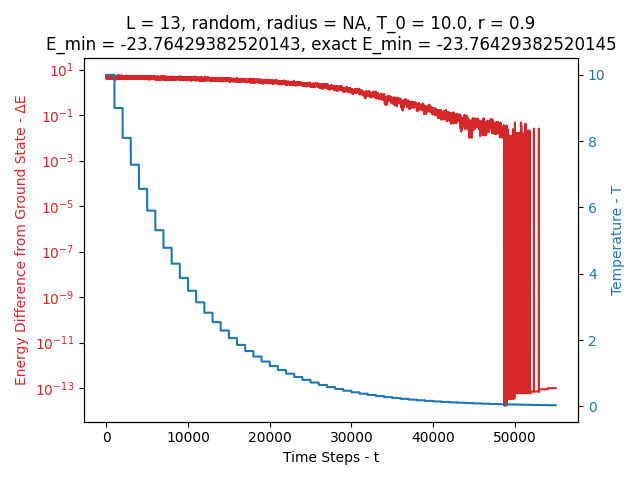 L = 13, random, radius = NA, T_0 = 10.0, r = 0.9
E_min = -23.76429382520143, exact E_min = -23.76429382520145
10¹
10⁻¹
10⁻³
10⁻⁵
10⁻⁷
10⁻⁹
10⁻¹¹
10⁻¹³
Energy Difference from Ground State - ΔE
10
8
6
4
2
0
Temperature - T
0 10000 20000 30000 40000 50000
Time Steps - t